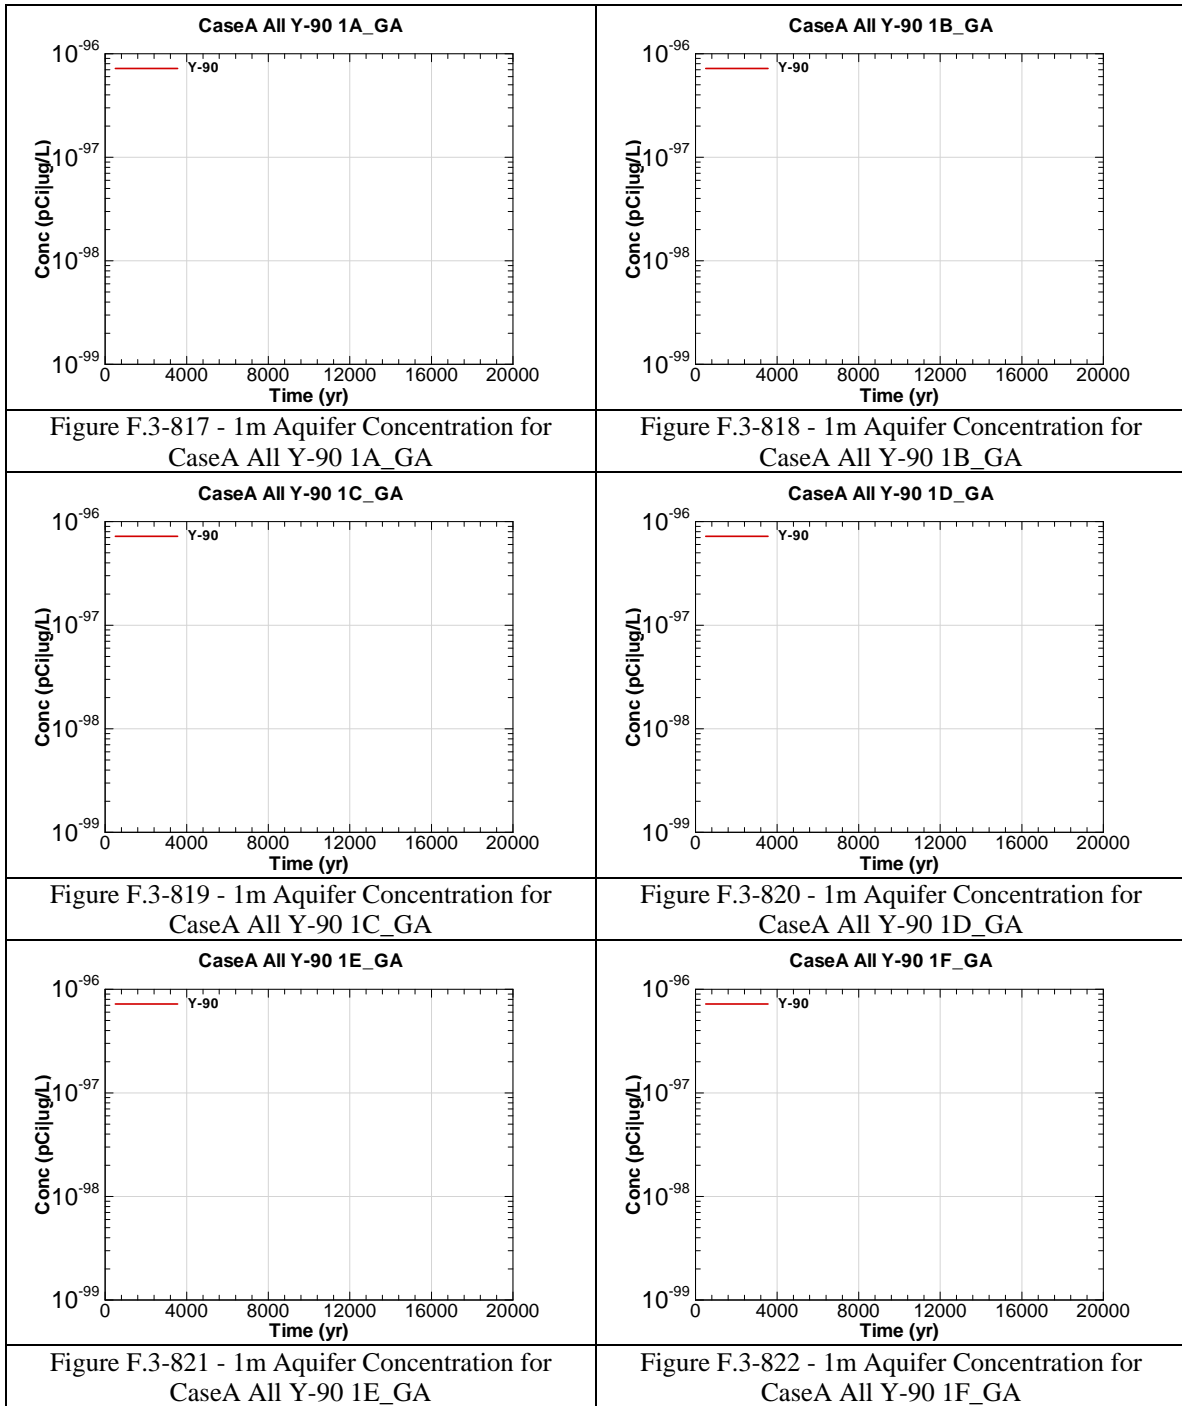 CaseA All Y-90 1A_GA
10-96
Y-90
10-97
Conc (pCi|ug/L)
10-98
10-99
0 4000 8000 12000 16000 20000
Time (yr)
Figure F.3-817 - 1m Aquifer Concentration for
CaseA All Y-90 1A_GA
CaseA All Y-90 1B_GA
10-96
Y-90
10-97
Conc (pCi|ug/L)
10-98
10-99
0 4000 8000 12000 16000 20000
Time (yr)
Figure F.3-818 - 1m Aquifer Concentration for
CaseA All Y-90 1B_GA
CaseA All Y-90 1C_GA
10-96
Y-90
10-97
Conc (pCi|ug/L)
10-98
10-99
0 4000 8000 12000 16000 20000
Time (yr)
Figure F.3-819 - 1m Aquifer Concentration for
CaseA All Y-90 1C_GA
CaseA All Y-90 1D_GA
10-96
Y-90
10-97
Conc (pCi|ug/L)
10-98
10-99
0 4000 8000 12000 16000 20000
Time (yr)
Figure F.3-820 - 1m Aquifer Concentration for
CaseA All Y-90 1D_GA
CaseA All Y-90 1E_GA
10-96
Y-90
10-97
Conc (pCi|ug/L)
10-98
10-99
0 4000 8000 12000 16000 20000
Time (yr)
Figure F.3-821 - 1m Aquifer Concentration for
CaseA All Y-90 1E_GA
CaseA All Y-90 1F_GA
10-96
Y-90
10-97
Conc (pCi|ug/L)
10-98
10-99
0 4000 8000 12000 16000 20000
Time (yr)
Figure F.3-822 - 1m Aquifer Concentration for
CaseA All Y-90 1F_GA